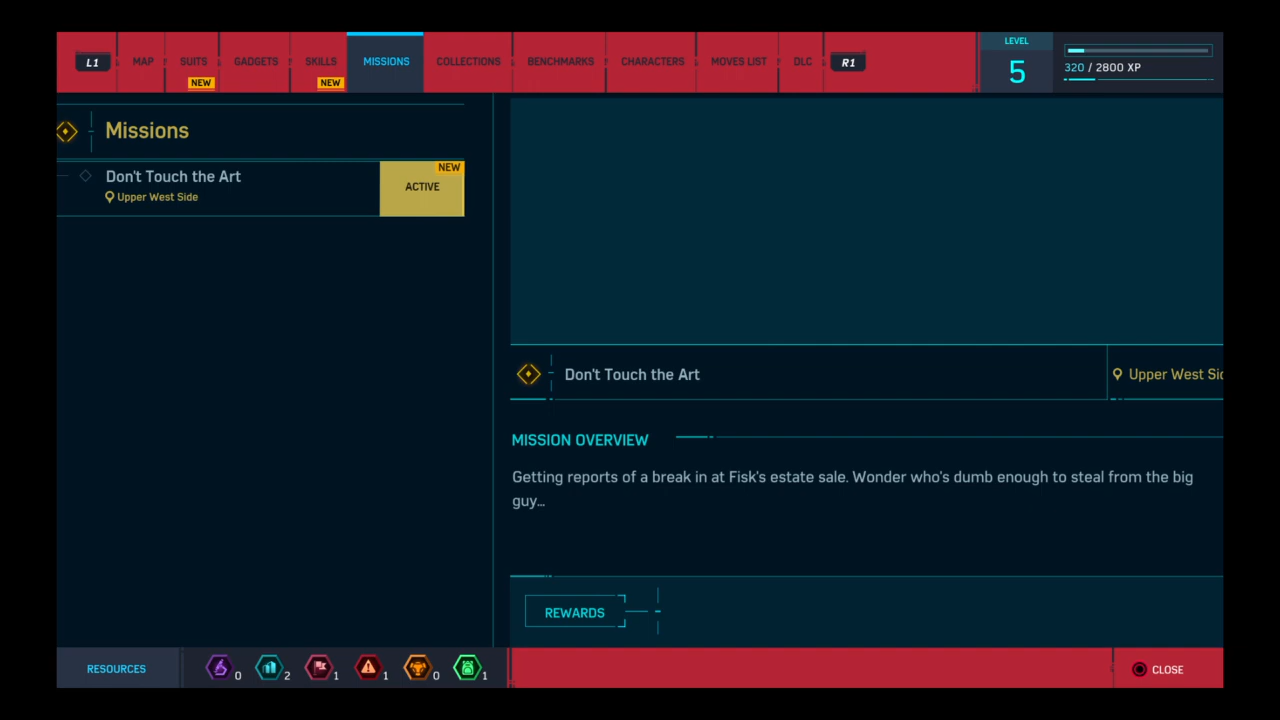 L1 MAP SUITS GADGETS SKILLS MISSIONS COLLECTIONS BENCHMARKS CHARACTERS MOVES LIST DLC R1
NEW NEW
LEVEL
5
320 / 2800 XP
Missions
Don't Touch the Art
Upper West Side
NEW
ACTIVE
Don't Touch the Art
Upper West Sid
MISSION OVERVIEW
Getting reports of a break in at Fisk's estate sale. Wonder who's dumb enough to steal from the big
guy...
REWARDS
RESOURCES 0 2 1 1 0 1
CLOSE